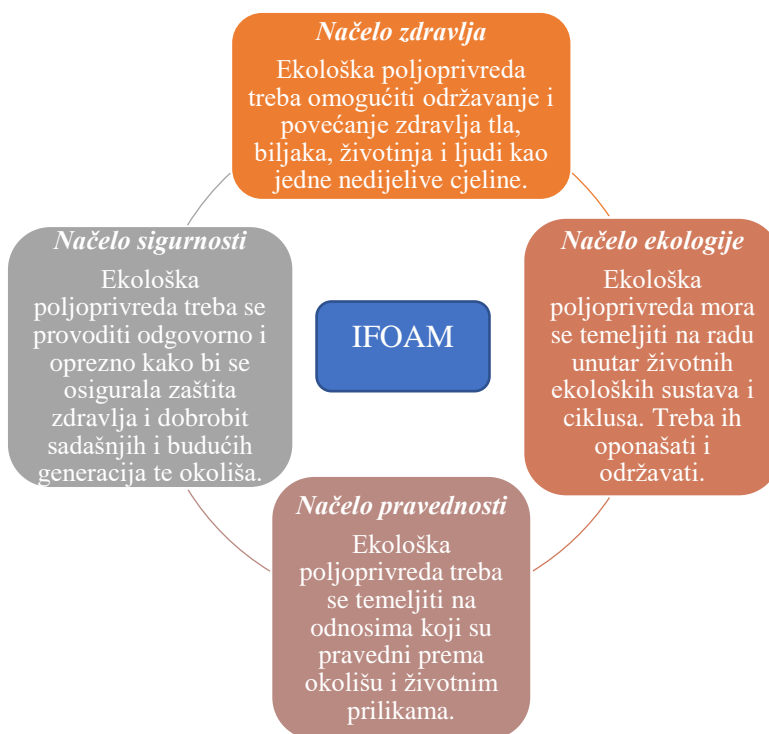 Načelo zdravlja
Ekološka poljoprivreda
treba omogućiti održavanje i
povećanje zdravlja tla,
biljaka, životinja i ljudi kao
jedne nedijelive cjeline.
Načelo sigurnosti
Ekološka
poljoprivreda treba se
provoditi odgovorno i
oprezno kako bi se
osigurala zaštita
zdravlja i dobrobit
sadašnjih i budućih
generacija te okoliša.
IFOAM
Načelo ekologije
Ekološka
poljoprivreda mora
se temeljiti na radu
unutar životnih
ekoloških sustava i
ciklusa. Treba ih
oponašati i
održavati.
Načelo pravednosti
Ekološka
poljoprivreda treba
se temeljiti na
odnosima koji su
pravedni prema
okolišu i životnim
prilikama.